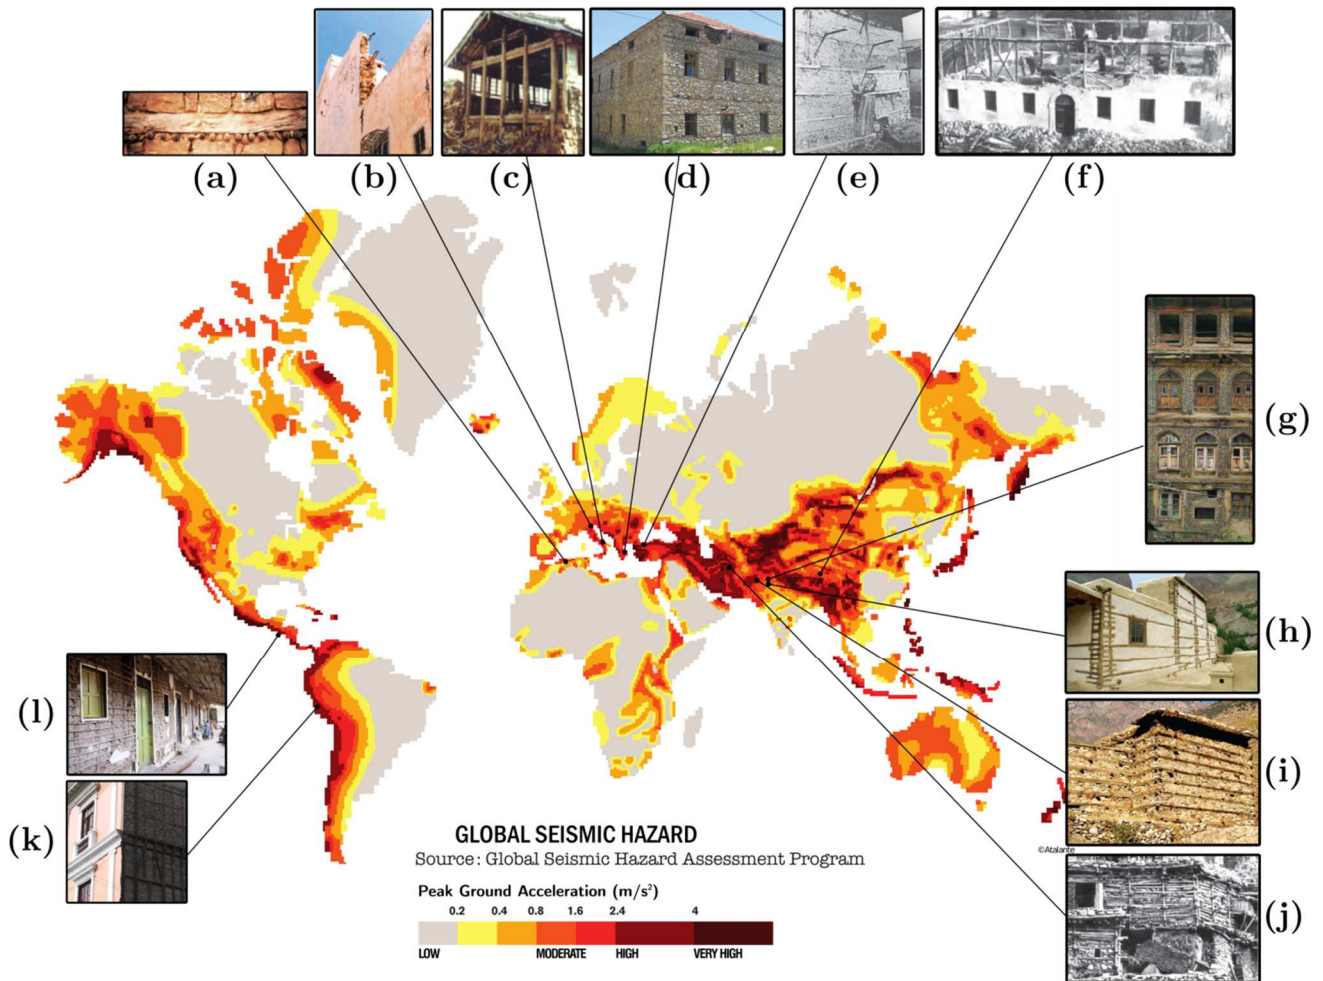 (a)
(b)
(c)
(d)
(e)
(f)
(g)
(h)
(i)
(j)
(l)
(k)
GLOBAL SEISMIC HAZARD
Source: Global Seismic Hazard Assessment Program
©Atalante
Peak Ground Acceleration (m/s²)
0.2 0.4 0.8 1.6 2.4 4
LOW MODERATE HIGH VERY HIGH